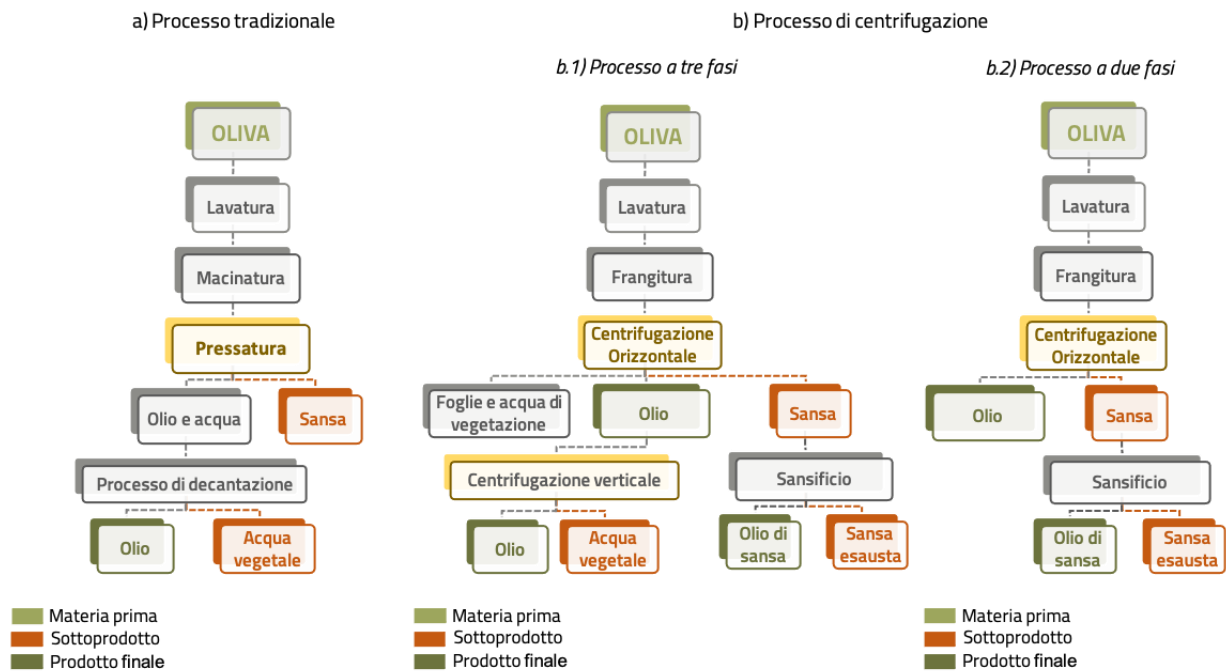 a) Processo tradizionale
b) Processo di centrifugazione
b.1) Processo a tre fasi
b.2) Processo a due fasi
OLIVA
Lavatura
Macinatura
Pressatura
Olio e acqua
Sansa
Processo di decantazione
Olio
Acqua
vegetale
Materia prima
Sottoprodotto
Prodotto finale
OLIVA
Lavatura
Frangitura
Centrifugazione
Orizzontale
Foglie e acqua di
vegetazione
Olio
Sansa
Centrifugazione verticale
Sansificio
Olio
Acqua
vegetale
Olio di
sansa
Sansa
esausta
Materia prima
Sottoprodotto
Prodotto finale
OLIVA
Lavatura
Frangitura
Centrifugazione
Orizzontale
Olio
Sansa
Sansificio
Olio di
sansa
Sansa
esausta
Materia prima
Sottoprodotto
Prodotto finale